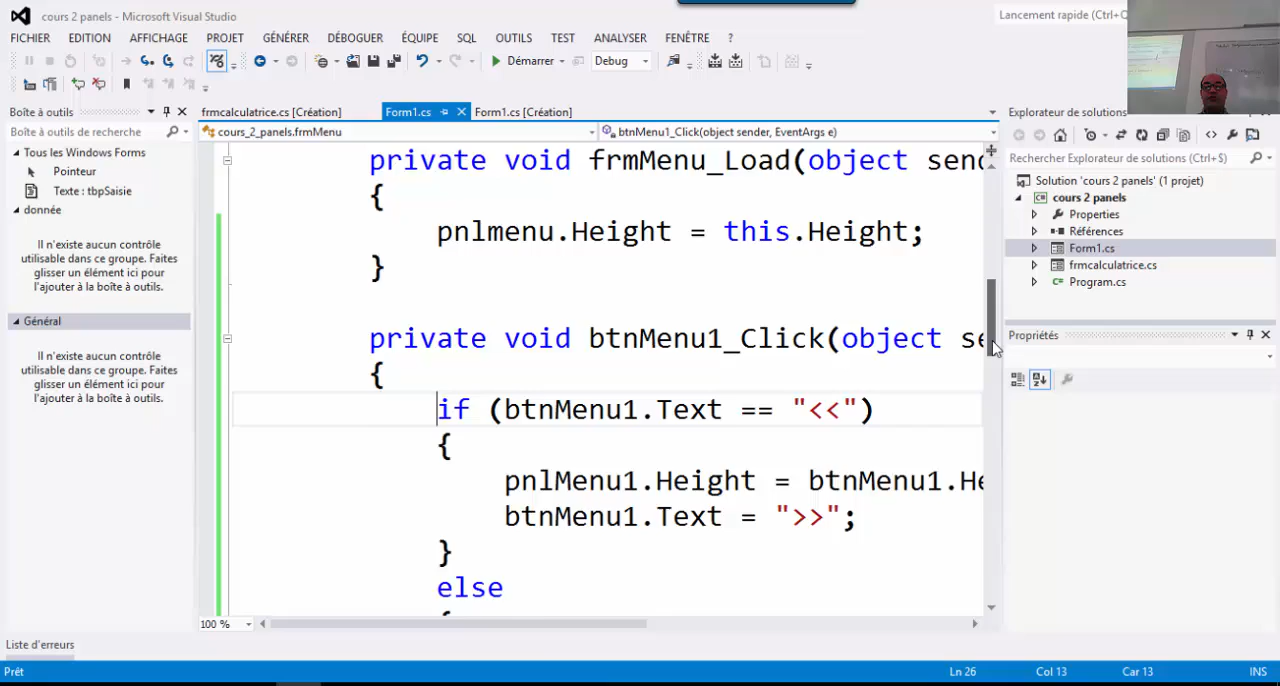 cours 2 panels - Microsoft Visual Studio
Lancement rapide (Ctrl+Q
FICHIER EDITION AFFICHAGE PROJET GÉNÉRER DÉBOGUER ÉQUIPE SQL OUTILS TEST ANALYSER FENÊTRE ?
Démarrer Debug
Boîte à outils
Boîte à outils de recherche
Tous les Windows Forms
Pointeur
Texte : tbpSaisie
donnée
Il n'existe aucun contrôle
utilisable dans ce groupe. Faites
glisser un élément ici pour
l'ajouter à la boîte à outils.
Général
Il n'existe aucun contrôle
utilisable dans ce groupe. Faites
glisser un élément ici pour
l'ajouter à la boîte à outils.
frmcalculatrice.cs [Création] Form1.cs Form1.cs [Création]
cours_2_panels.frmMenu btnMenu1_Click(object sender, EventArgs e)
private void frmMenu_Load(object send
{
pnlmenu.Height = this.Height;
}
private void btnMenu1_Click(object se
{
if (btnMenu1.Text == "<<")
{
pnlMenu1.Height = btnMenu1.He
btnMenu1.Text = ">>";
}
else
{
100 %
Explorateur de solutions
Rechercher Explorateur de solutions (Ctrl+$)
Solution 'cours 2 panels' (1 projet)
cours 2 panels
Properties
Références
Form1.cs
frmcalculatrice.cs
Program.cs
Propriétés
Liste d'erreurs
Prêt Ln 26 Col 13 Car 13 INS